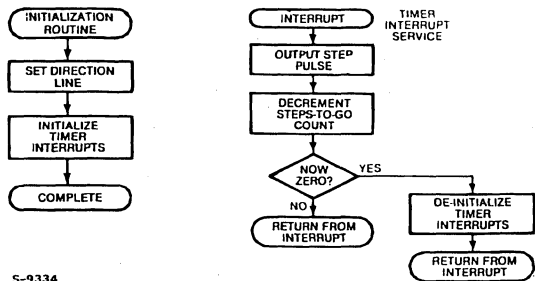 INITIALIZATION
ROUTINE
SET DIRECTION
LINE
INITIALIZE
TIMER
INTERRUPTS
COMPLETE
INTERRUPT
TIMER
INTERRUPT
SERVICE
OUTPUT STEP
PULSE
DECREMENT
STEPS-TO-GO
COUNT
NOW
ZERO?
YES
NO
RETURN FROM
INTERRUPT
OE-INITIALIZE
TIMER
INTERRUPTS
RETURN FROM
INTERRUPT
S-9334